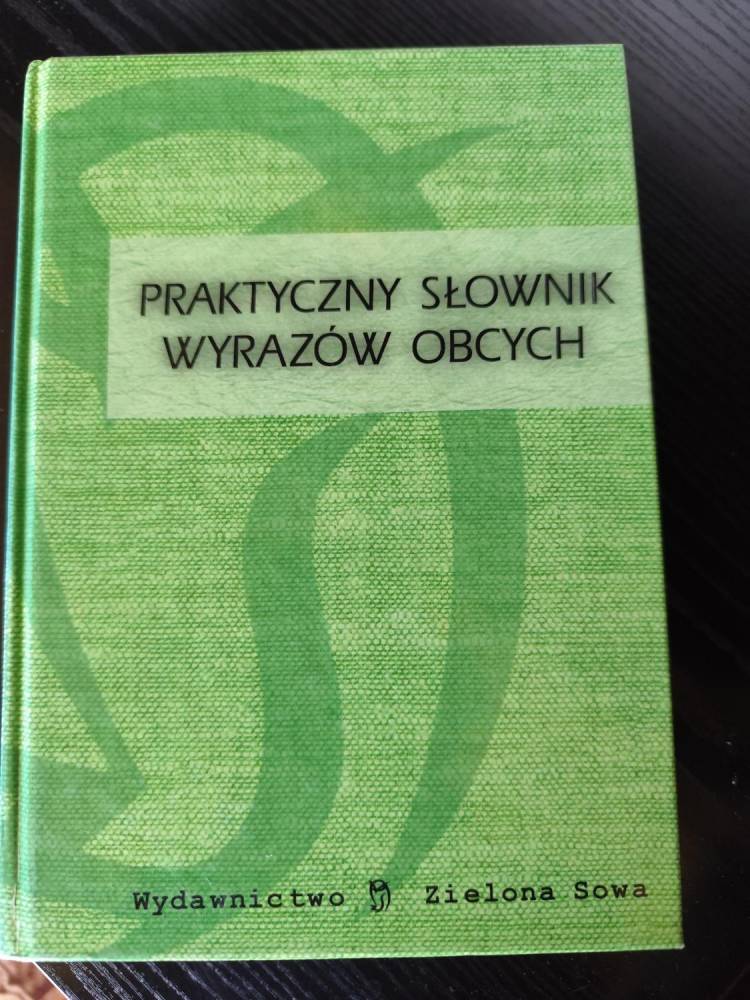 PRAKTYCZNY SŁOWNIK
WYRAZÓW OBCYCH
Wydawnictwo Zielona Sowa